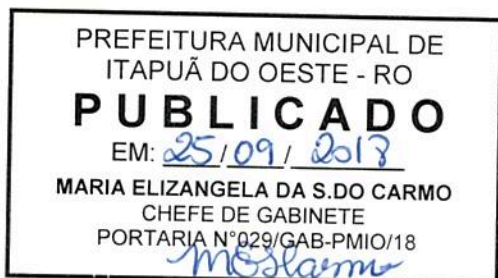 PREFEITURA MUNICIPAL DE
ITAPUÃ DO OESTE - RO
PUBLICADO
EM: 25/09/2018
MARIA ELIZANGELA DA S.DO CARMO
CHEFE DE GABINETE
PORTARIA N°029/GAB-PMIO/18